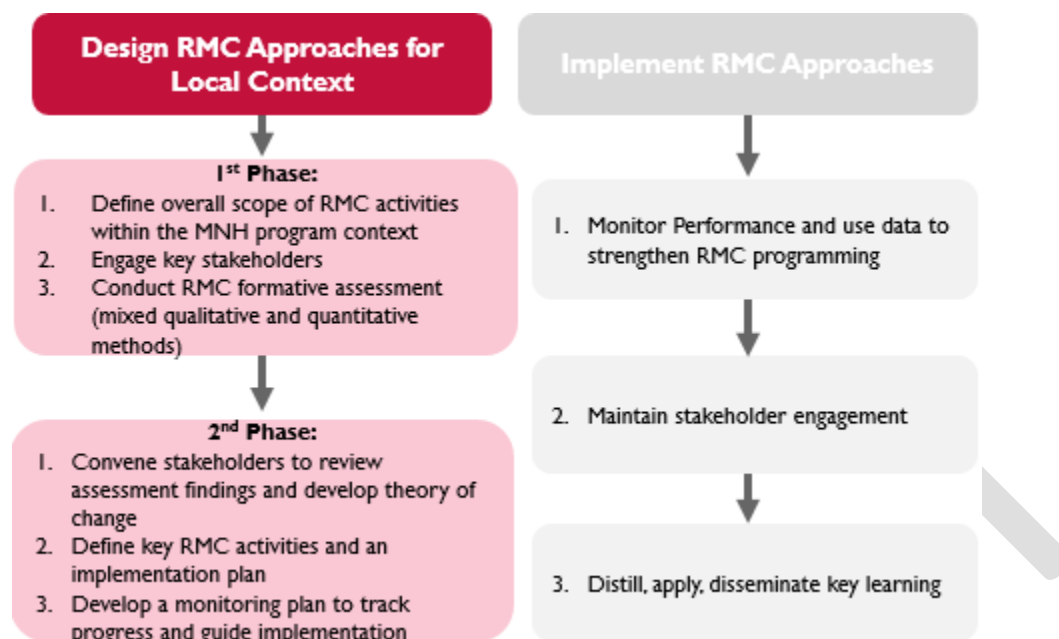 Design RMC Approaches for
Local Context
1st Phase:
1. Define overall scope of RMC activities
within the MNH program context
2. Engage key stakeholders
3. Conduct RMC formative assessment
(mixed qualitative and quantitative
methods)
2nd Phase:
1. Convene stakeholders to review
assessment findings and develop theory of
change
2. Define key RMC activities and an
implementation plan
3. Develop a monitoring plan to track
progress and guide implementation
Implement RMC Approaches
1. Monitor Performance and use data to
strengthen RMC programming
2. Maintain stakeholder engagement
3. Distill, apply, disseminate key learning